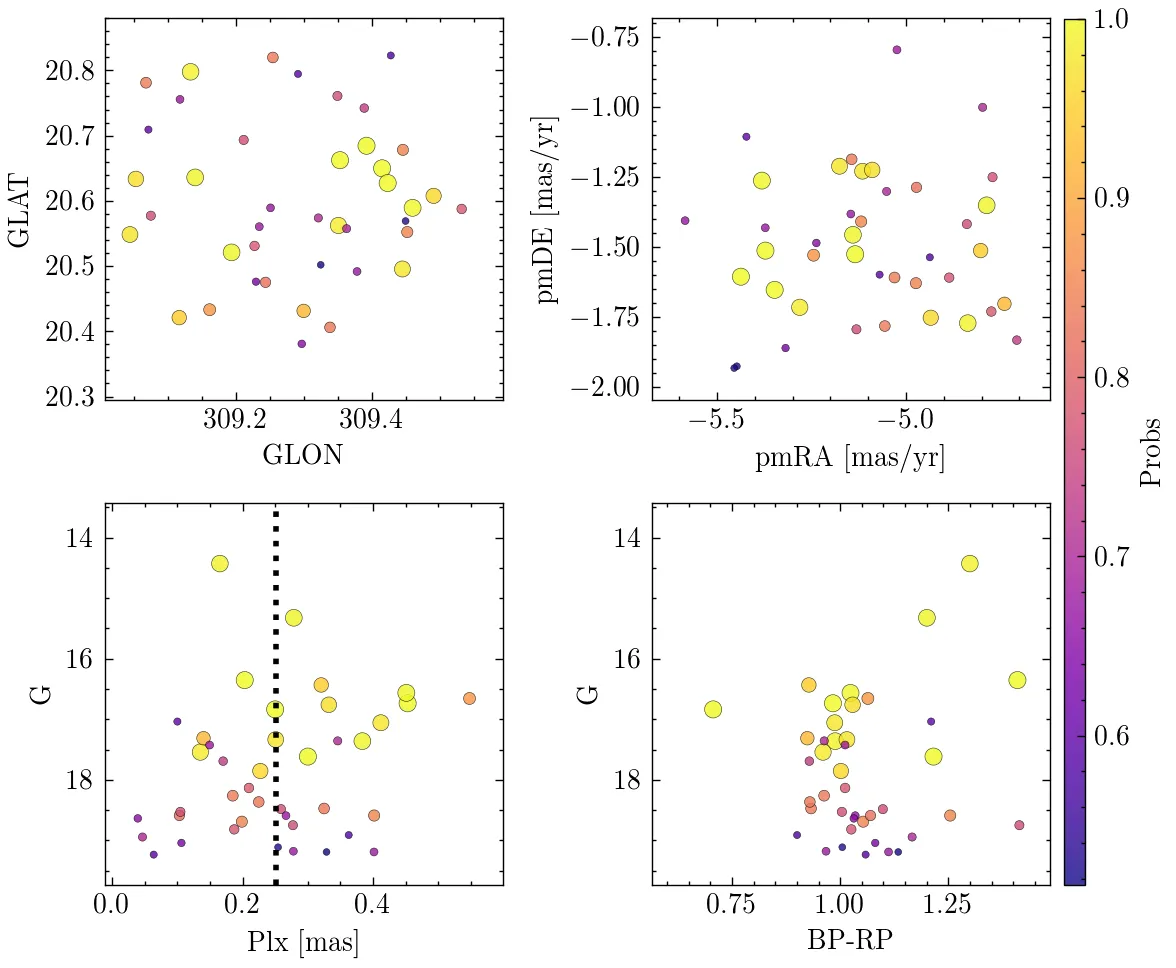 20.8
20.7
20.6
20.5
20.4
20.3
GLAT
309.2 309.4
GLON
−0.75
−1.00
−1.25
−1.50
−1.75
−2.00
pmDE [mas/yr]
−5.5 −5.0
pmRA [mas/yr]
14
16
18
G
0.0 0.2 0.4
Plx [mas]
14
16
18
G
0.75 1.00 1.25
BP-RP
1.0
0.9
0.8
0.7
0.6
Probs